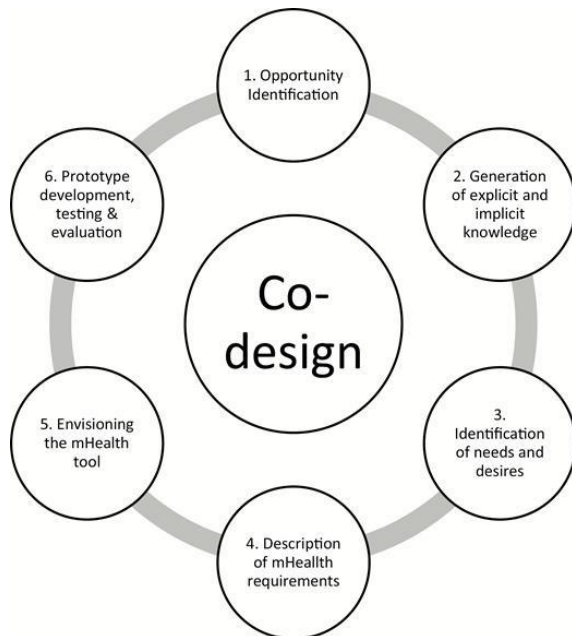 1. Opportunity
Identification
2. Generation
of explicit and
implicit
knowledge
3.
Identification
of needs and
desires
4. Description
of mHeallth
requirements
5. Envisioning
the mHealth
tool
6. Prototype
development,
testing &
evaluation
Co-
design